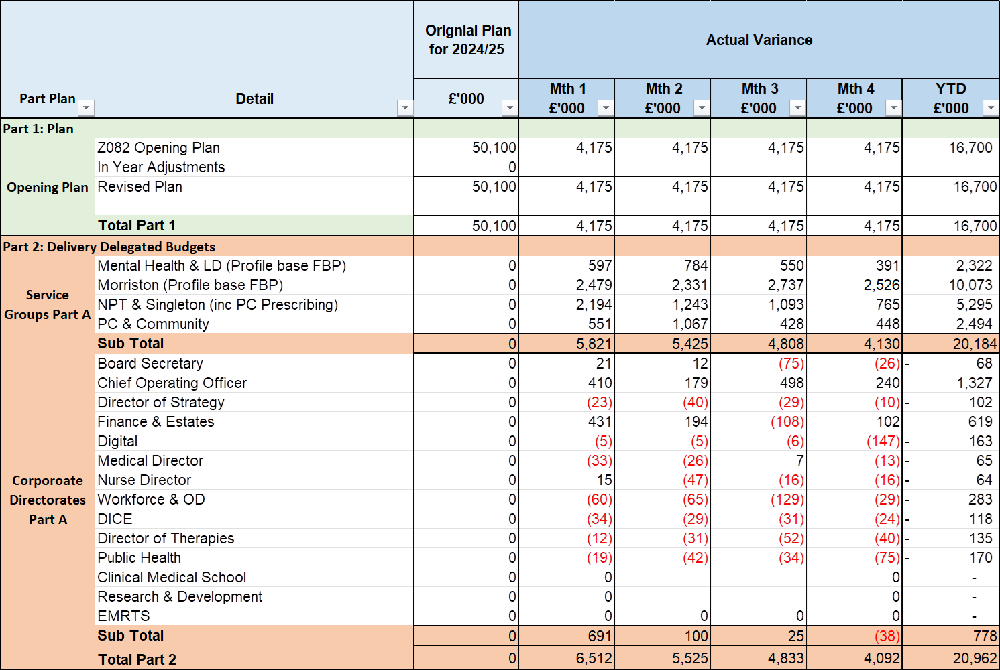 Orignial Plan
for 2024/25
Actual Variance
Part Plan Detail £'000 Mth 1 Mth 2 Mth 3 Mth 4 YTD
£'000 £'000 £'000 £'000 £'000
Part 1: Plan
Z082 Opening Plan 50,100 4,175 4,175 4,175 4,175 16,700
In Year Adjustments 0
Opening Plan Revised Plan 50,100 4,175 4,175 4,175 4,175 16,700
Total Part 1 50,100 4,175 4,175 4,175 4,175 16,700
Part 2: Delivery Delegated Budgets
Service
Groups Part A
Mental Health & LD (Profile base FBP) 0 597 784 550 391 2,322
Morriston (Profile base FBP) 0 2,479 2,331 2,737 2,526 10,073
NPT & Singleton (inc PC Prescribing) 0 2,194 1,243 1,093 765 5,295
PC & Community 0 551 1,067 428 448 2,494
Sub Total 0 5,821 5,425 4,808 4,130 20,184
Corporoate
Directorates
Part A
Board Secretary 0 21 12 (75) (26) - 68
Chief Operating Officer 0 410 179 498 240 1,327
Director of Strategy 0 (23) (40) (29) (10) - 102
Finance & Estates 0 431 194 (108) 102 619
Digital 0 (5) (5) (6) (147) - 163
Medical Director 0 (33) (26) 7 (13) - 65
Nurse Director 0 15 (47) (16) (16) - 64
Workforce & OD 0 (60) (65) (129) (29) - 283
DICE 0 (34) (29) (31) (24) - 118
Director of Therapies 0 (12) (31) (52) (40) - 135
Public Health 0 (19) (42) (34) (75) - 170
Clinical Medical School 0 0 0 -
Research & Development 0 0 0 -
EMRTS 0 0 0 0 0 -
Sub Total 0 691 100 25 (38) 778
Total Part 2 0 6,512 5,525 4,833 4,092 20,962